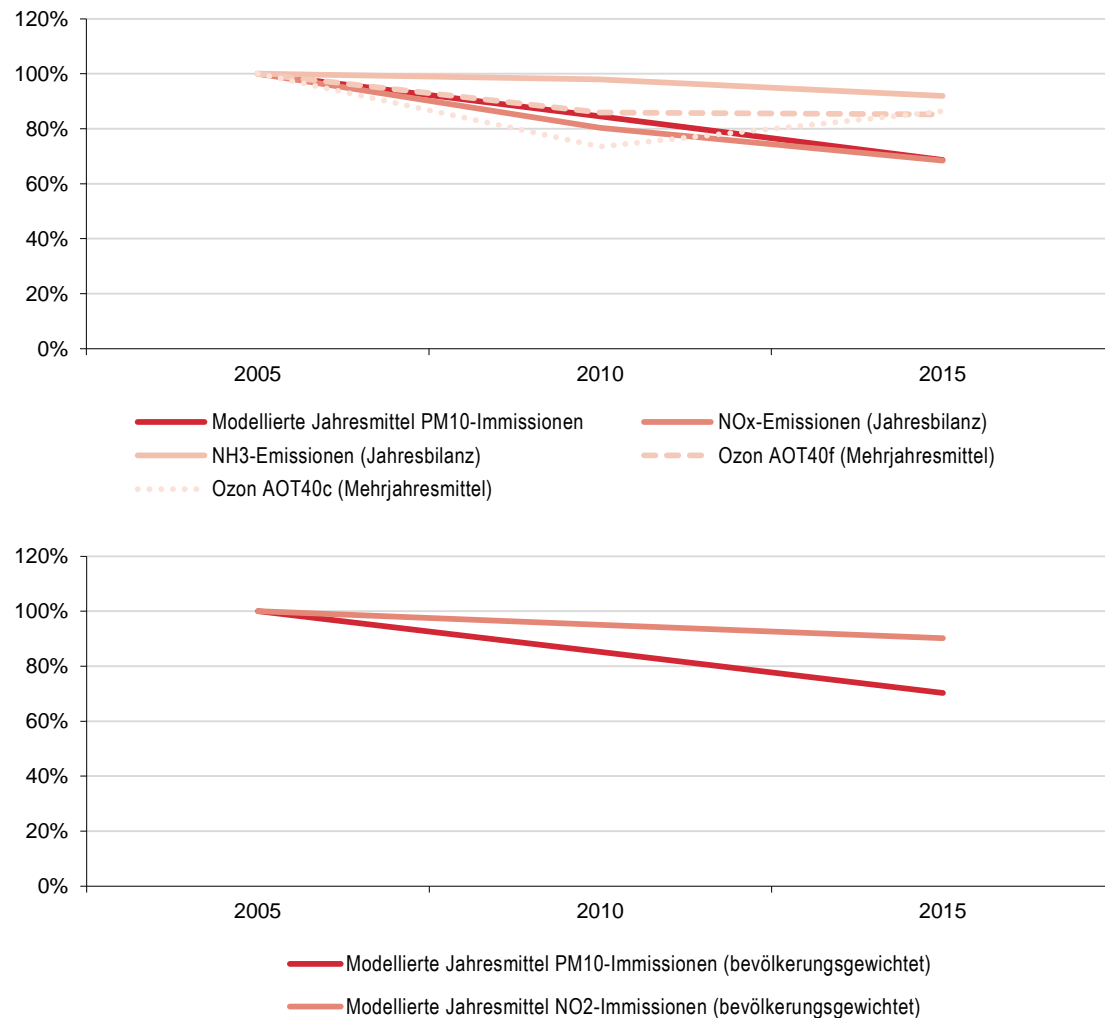 120%
100%
80%
60%
40%
20%
0%
2005 2010 2015
Modellierte Jahresmittel PM10-Immissionen NOx-Emissionen (Jahresbilanz)
NH3-Emissionen (Jahresbilanz) Ozon AOT40f (Mehrjahresmittel)
Ozon AOT40c (Mehrjahresmittel)
120%
100%
80%
60%
40%
20%
0%
2005 2010 2015
Modellierte Jahresmittel PM10-Immissionen (bevölkerungsgewichtet)
Modellierte Jahresmittel NO2-Immissionen (bevölkerungsgewichtet)